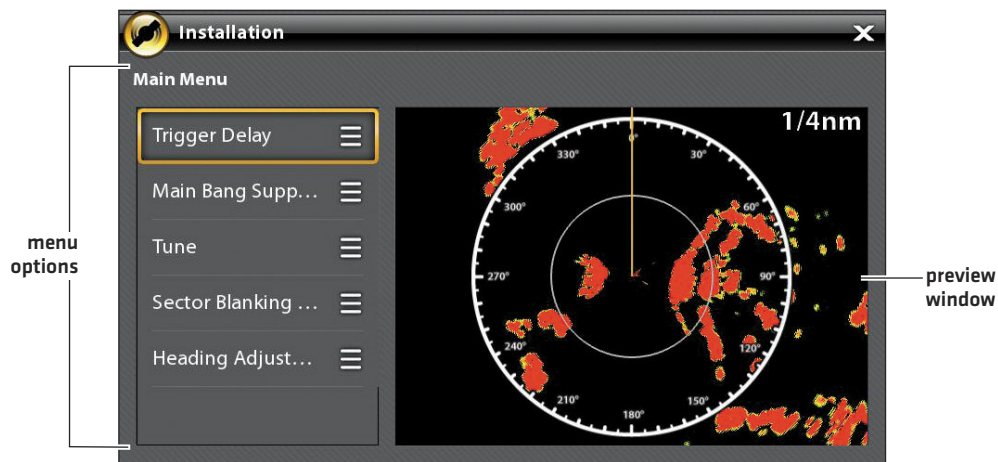 Installation
Main Menu
Trigger Delay
Main Bang Supp...
Tune
Sector Blanking ...
Heading Adjust...
menu
options
1/4nm
0°
30°
60°
90°
120°
150°
180°
210°
240°
270°
300°
330°
preview
window